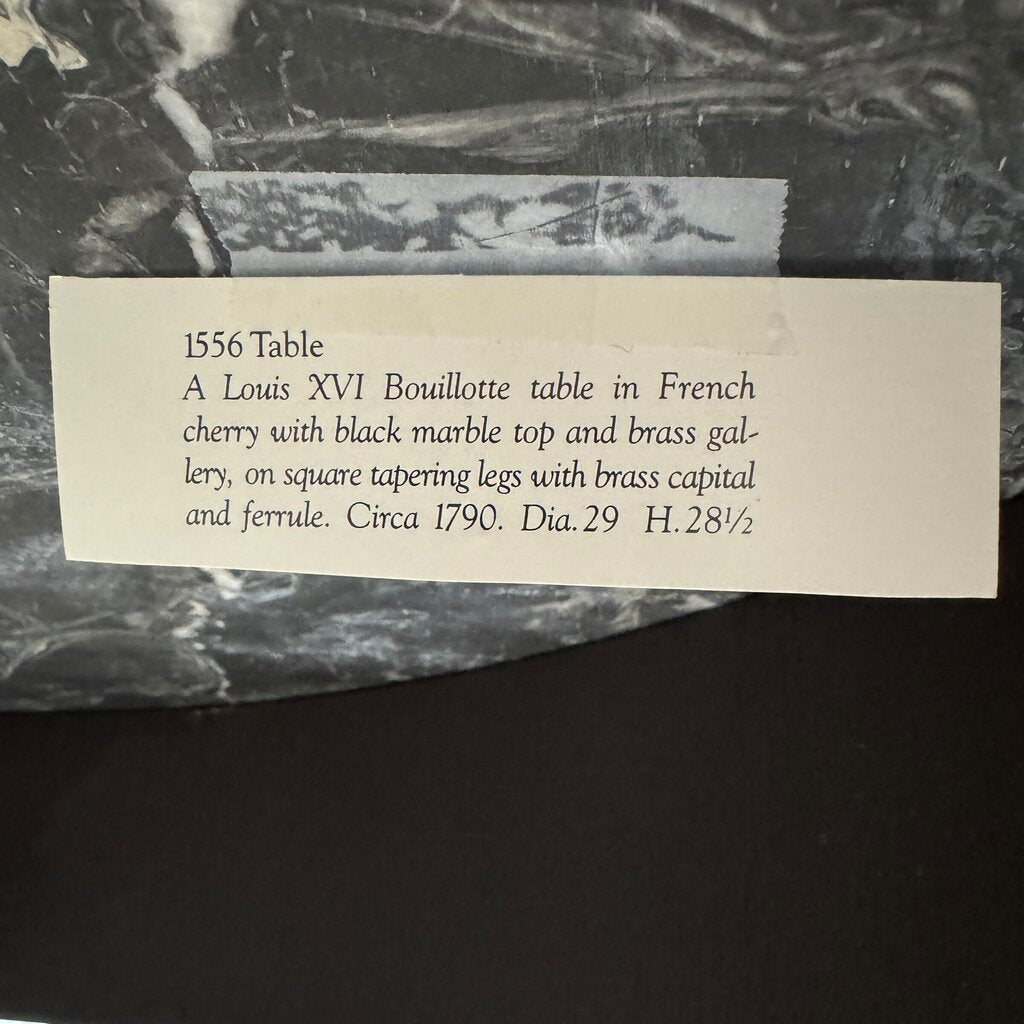 1556 Table
A Louis XVI Bouillotte table in French
cherry with black marble top and brass gal-
lery, on square tapering legs with brass capital
and ferrule. Circa 1790. Dia. 29 H. 28½